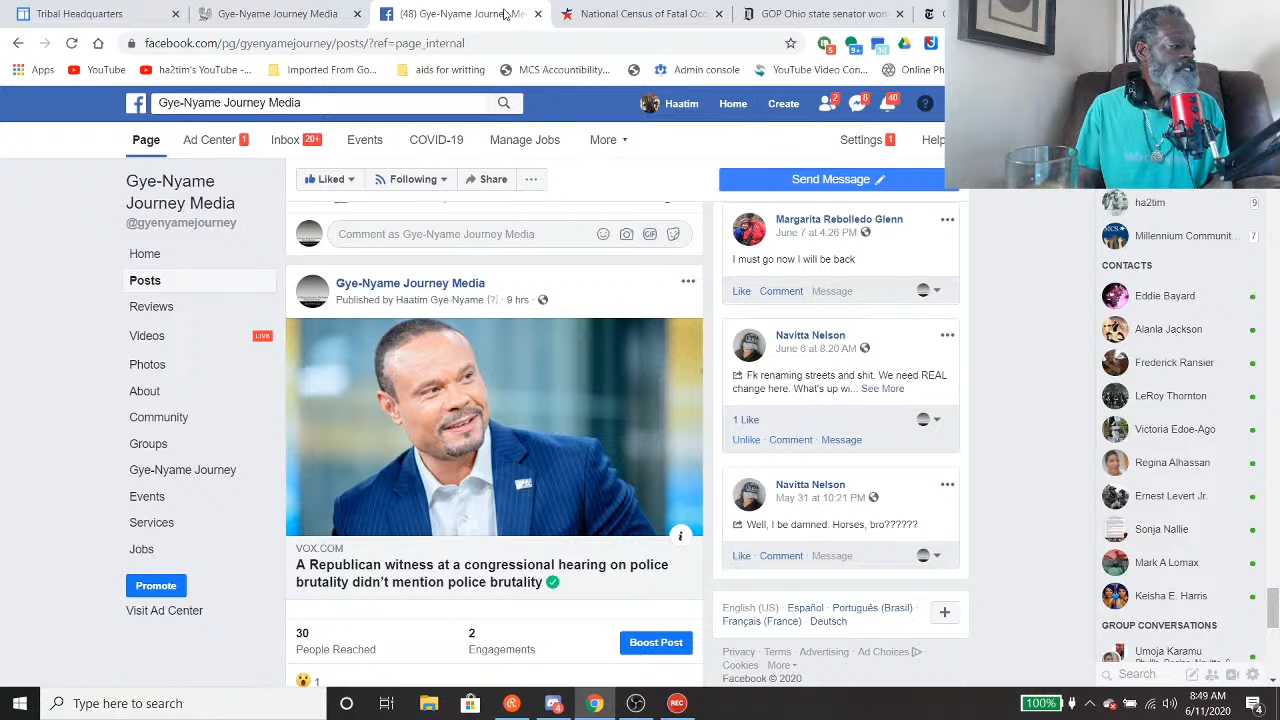 Tribal Headquarters
Gye-Nyame Journey Media
(48) Gye-Nyame Journey Me
National Census of Fatal Occ
GOP Ohio state senator won
facebook.com/pg/gyenyamejourney/posts/?ref=page_internal
5
9+
Apps
YouTube
ha2tim's YouTube -...
Imported From Go...
aids for writting
MCS Accountibility...
Admin console
YouTube Video Con...
Online Ph
Gye-Nyame Journey Media
Haatim
Home
Create
2
8
40
Page
Ad Center 1
Inbox 20+
Events
COVID-19
Manage Jobs
More
Settings 1
Help
Gye-Nyame
Journey Media
@gyenyamejourney
Home
Posts
Reviews
Videos LIVE
Photos
About
Community
Groups
Gye-Nyame Journey
Events
Services
Jobs
Promote
Visit Ad Center
Liked
Following
Share
Send Message
Comment as Gye-Nyame Journey Media
GIF
Gye-Nyame Journey Media
Published by Haatim Gye-Nyame [?] · 9 hrs ·
VOX.COM
A Republican witness at a congressional hearing on police
brutality didn't mention police brutality
30
People Reached
2
Engagements
Boost Post
1
Margarita Rebolledo Glenn
June 7 at 4:26 PM
I must go now I will be back
Like · Comment · Message
Navitta Nelson
June 6 at 8:20 AM
Fk renaming streets and shit. We need REAL
change here. What's up wi... See More
1 Like
Unlike · Comment · Message
Navitta Nelson
May 31 at 10:21 PM
Like · Comment · Message
English (US) · Español · Português (Brasil) ·
Français (France) · Deutsch
Privacy · Terms · Advertising · Ad Choices ·
Cookies · More
Facebook © 2020
ha2tim 9
Millennium Communit... 7
CONTACTS
Eddie Bayard
Alanla Jackson
Frederick Ransier
LeRoy Thornton
Victoria Edoe-Ago
Regina Alhassan
Ernest Levert Jr.
Sonja Nallie
Mark A Lomax
Keisha E. Harris
GROUP CONVERSATIONS
Umoja Karamu
Search
Type here to search
REC
100%
8:49 AM
6/11/2020